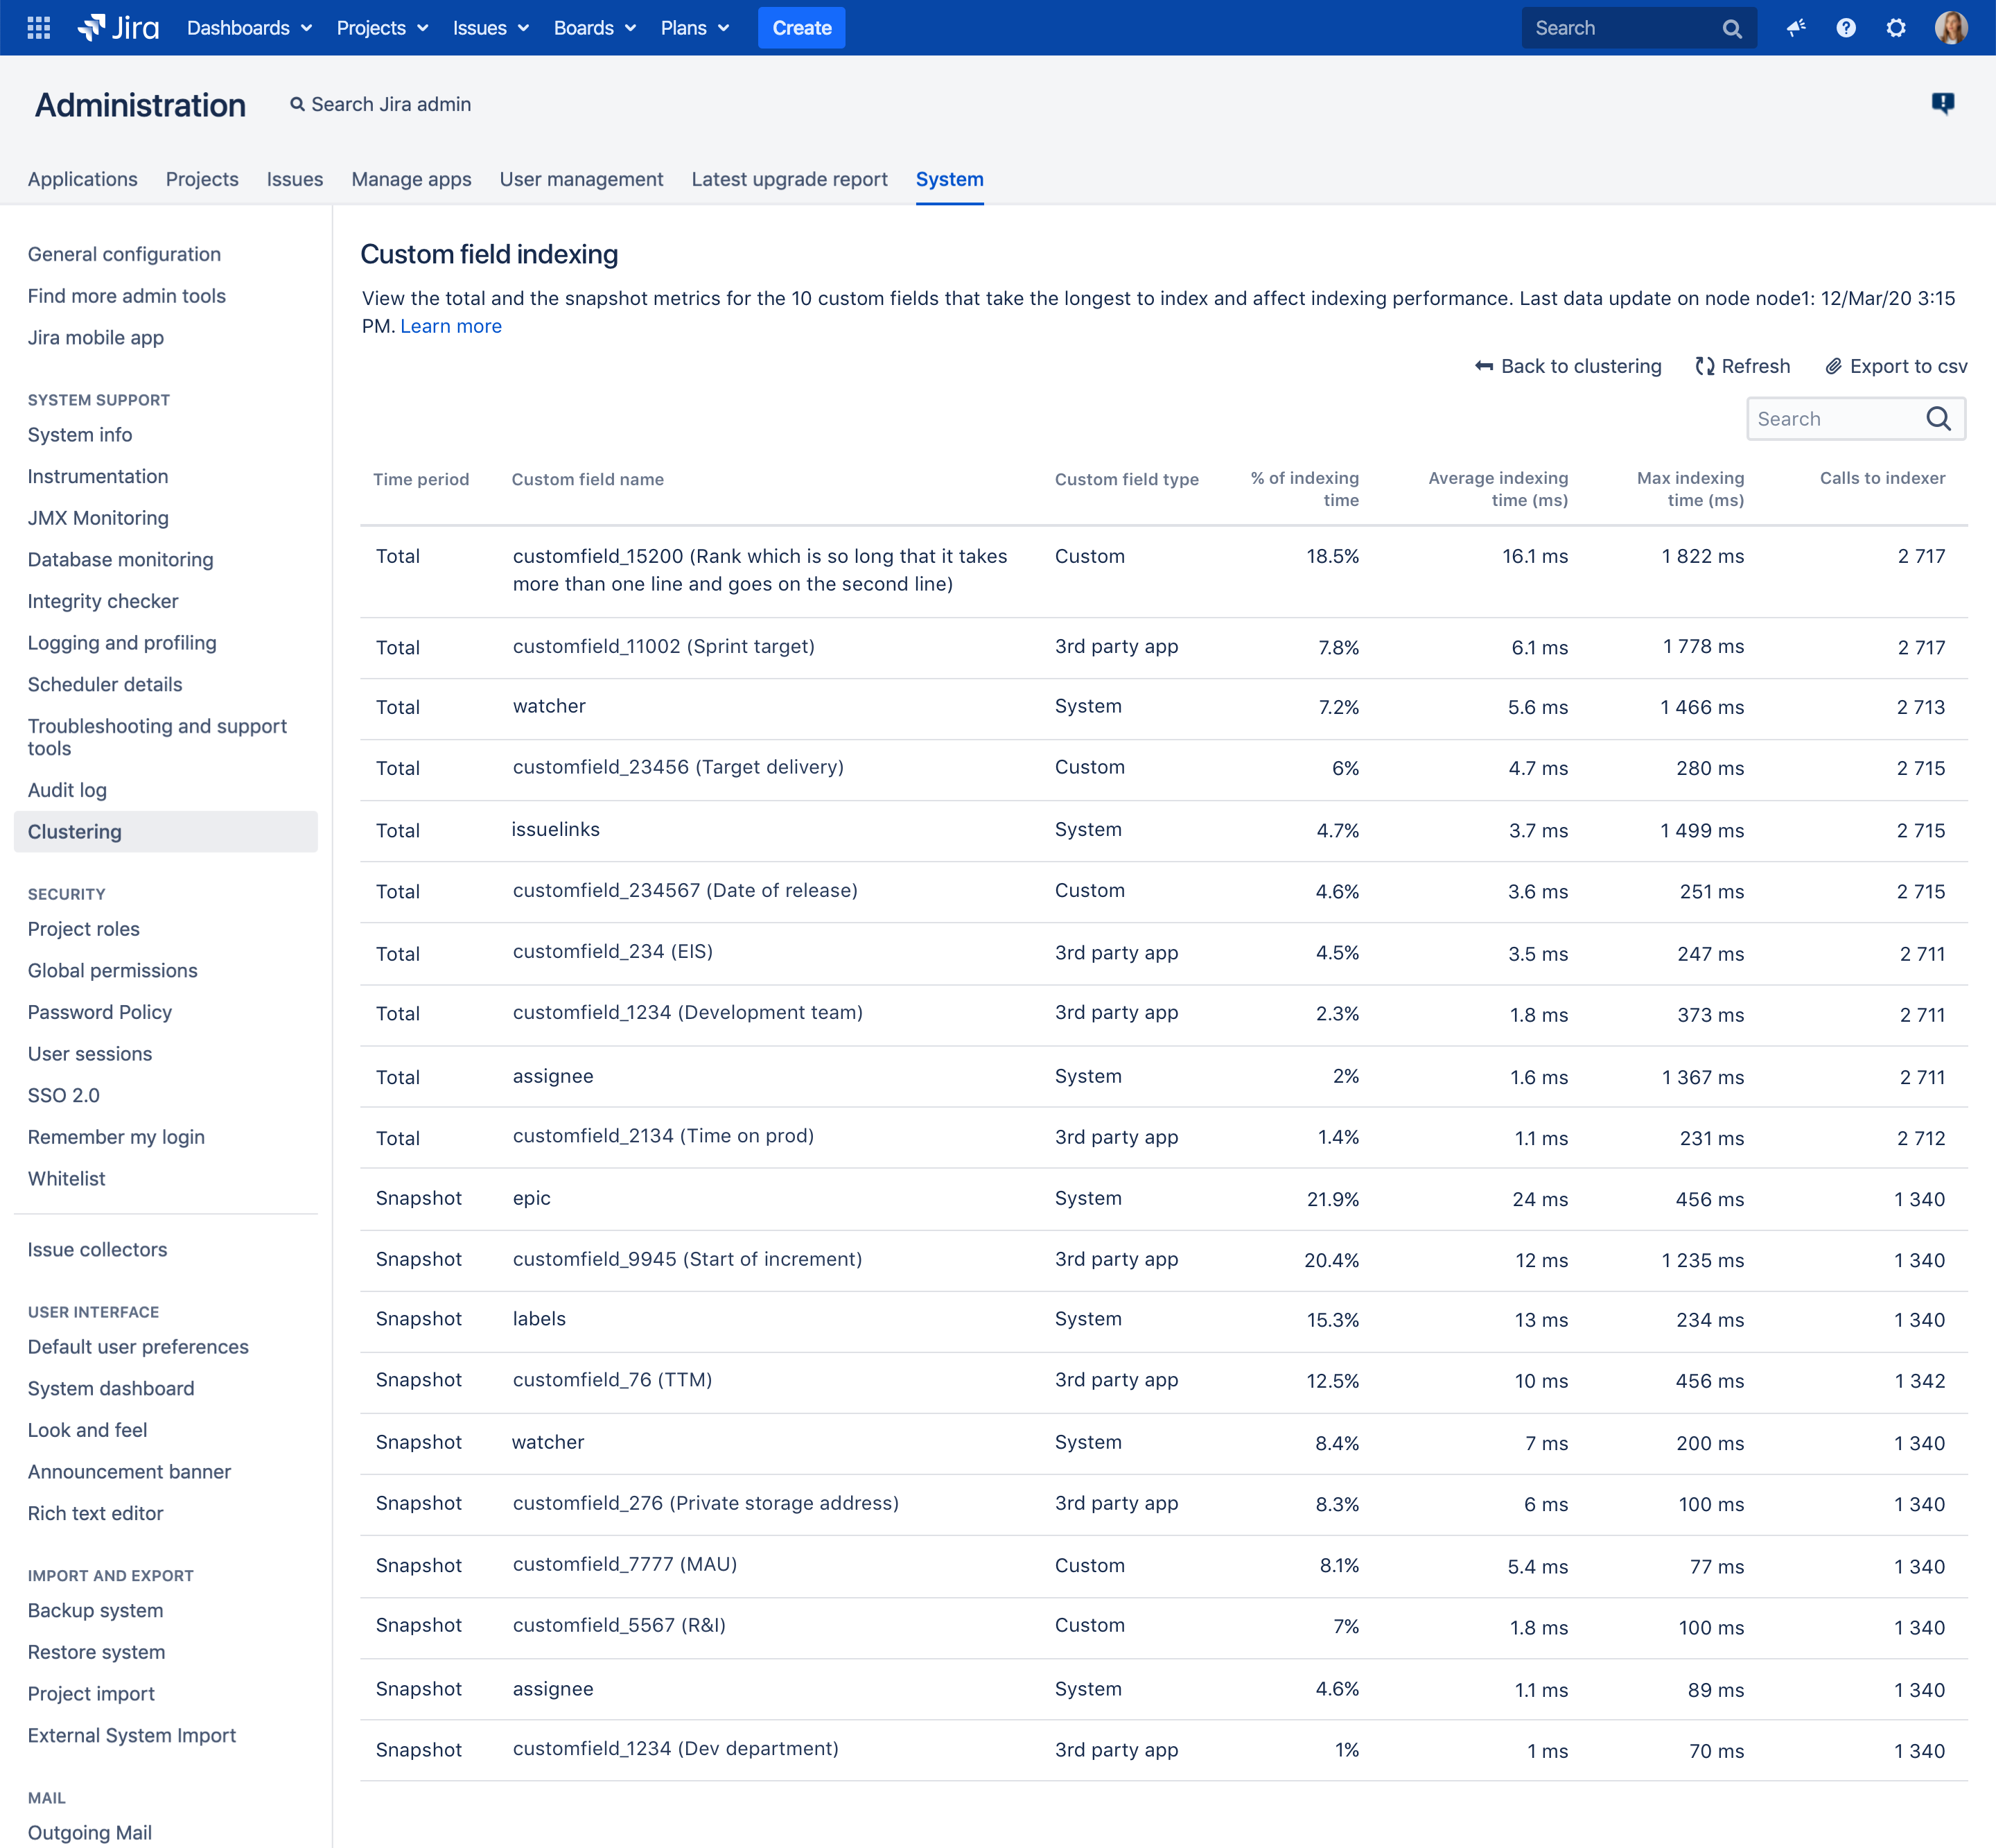 Jira Dashboards Projects Issues Boards Plans Create Search
Administration Search Jira admin
Applications Projects Issues Manage apps User management Latest upgrade report System
General configuration
Find more admin tools
Jira mobile app
SYSTEM SUPPORT
System info
Instrumentation
JMX Monitoring
Database monitoring
Integrity checker
Logging and profiling
Scheduler details
Troubleshooting and support
tools
Audit log
Clustering
SECURITY
Project roles
Global permissions
Password Policy
User sessions
SSO 2.0
Remember my login
Whitelist
Issue collectors
USER INTERFACE
Default user preferences
System dashboard
Look and feel
Announcement banner
Rich text editor
IMPORT AND EXPORT
Backup system
Restore system
Project import
External System Import
MAIL
Outgoing Mail
Custom field indexing
View the total and the snapshot metrics for the 10 custom fields that take the longest to index and affect indexing performance. Last data update on node node1: 12/Mar/20 3:15
PM. Learn more
Back to clustering Refresh Export to csv
Search
Time period Custom field name Custom field type % of indexing time Average indexing time (ms) Max indexing time (ms) Calls to indexer
Total customfield_15200 (Rank which is so long that it takes Custom 18.5% 16.1 ms 1 822 ms 2 717
more than one line and goes on the second line)
Total customfield_11002 (Sprint target) 3rd party app 7.8% 6.1 ms 1 778 ms 2 717
Total watcher System 7.2% 5.6 ms 1 466 ms 2 713
Total customfield_23456 (Target delivery) Custom 6% 4.7 ms 280 ms 2 715
Total issuelinks System 4.7% 3.7 ms 1 499 ms 2 715
Total customfield_234567 (Date of release) Custom 4.6% 3.6 ms 251 ms 2 715
Total customfield_234 (EIS) 3rd party app 4.5% 3.5 ms 247 ms 2 711
Total customfield_1234 (Development team) 3rd party app 2.3% 1.8 ms 373 ms 2 711
Total assignee System 2% 1.6 ms 1 367 ms 2 711
Total customfield_2134 (Time on prod) 3rd party app 1.4% 1.1 ms 231 ms 2 712
Snapshot epic System 21.9% 24 ms 456 ms 1 340
Snapshot customfield_9945 (Start of increment) 3rd party app 20.4% 12 ms 1 235 ms 1 340
Snapshot labels System 15.3% 13 ms 234 ms 1 340
Snapshot customfield_76 (TTM) 3rd party app 12.5% 10 ms 456 ms 1 342
Snapshot watcher System 8.4% 7 ms 200 ms 1 340
Snapshot customfield_276 (Private storage address) 3rd party app 8.3% 6 ms 100 ms 1 340
Snapshot customfield_7777 (MAU) Custom 8.1% 5.4 ms 77 ms 1 340
Snapshot customfield_5567 (R&I) Custom 7% 1.8 ms 100 ms 1 340
Snapshot assignee System 4.6% 1.1 ms 89 ms 1 340
Snapshot customfield_1234 (Dev department) 3rd party app 1% 1 ms 70 ms 1 340